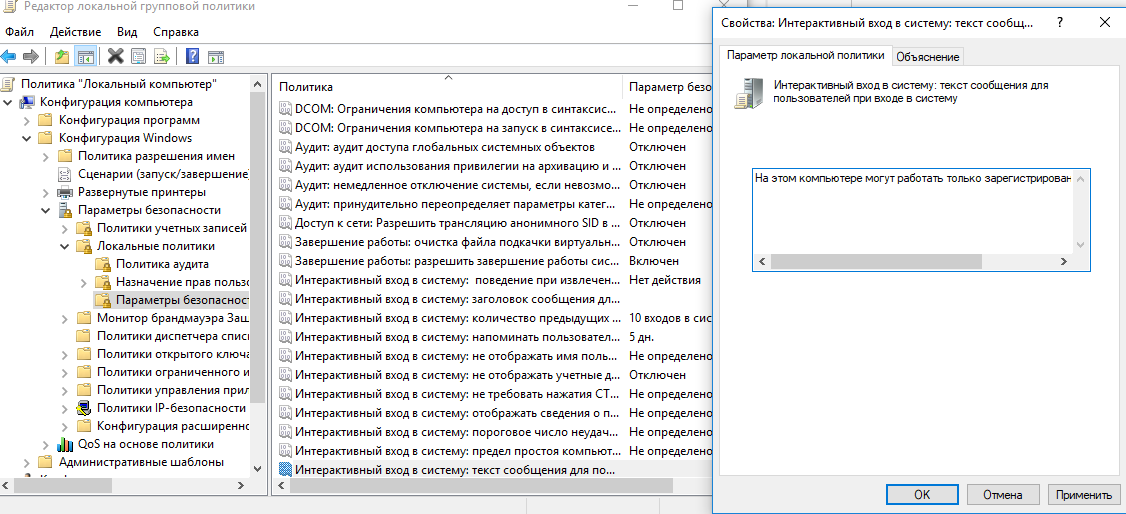 Редактор локальной групповой политики
Файл Действие Вид Справка
Политика "Локальный компьютер"
Конфигурация компьютера
Конфигурация программ
Конфигурация Windows
Политика разрешения имен
Сценарии (запуск/завершение)
Развернутые принтеры
Параметры безопасности
Политики учетных записей
Локальные политики
Политика аудита
Назначение прав пользо
Параметры безопасност
Монитор брандмауэра Защ
Политики диспетчера списк
Политики открытого ключа
Политики ограниченного и
Политики управления прил
Политики IP-безопасности
Конфигурация расширенно
QoS на основе политики
Административные шаблоны
Политика Параметр безо
DCOM: Ограничения компьютера на доступ в синтаксис... Не определено
DCOM: Ограничения компьютера на запуск в синтаксисе... Не определено
Аудит: аудит доступа глобальных системных объектов Отключен
Аудит: аудит использования привилегии на архивацию и ... Отключен
Аудит: немедленное отключение системы, если невозмо... Отключен
Аудит: принудительно переопределяет параметры катег... Не определено
Доступ к сети: Разрешить трансляцию анонимного SID в ... Отключен
Завершение работы: очистка файла подкачки виртуальн... Отключен
Завершение работы: разрешить завершение работы сис... Включен
Интерактивный вход в систему: поведение при извлечен... Нет действия
Интерактивный вход в систему: заголовок сообщения дл...
Интерактивный вход в систему: количество предыдущих ... 10 входов в сис
Интерактивный вход в систему: напоминать пользовател... 5 дн.
Интерактивный вход в систему: не отображать имя поль... Не определено
Интерактивный вход в систему: не отображать учетные д... Отключен
Интерактивный вход в систему: не требовать нажатия CT... Не определено
Интерактивный вход в систему: отображать сведения о п... Не определено
Интерактивный вход в систему: пороговое число неудач... Не определено
Интерактивный вход в систему: предел простоя компьют... Не определено
Интерактивный вход в систему: текст сообщения для по...
Свойства: Интерактивный вход в систему: текст сообщ... ?
Параметр локальной политики Объяснение
Интерактивный вход в систему: текст сообщения для
пользователей при входе в систему
На этом компьютере могут работать только зарегистрирован
OK Отмена Применить